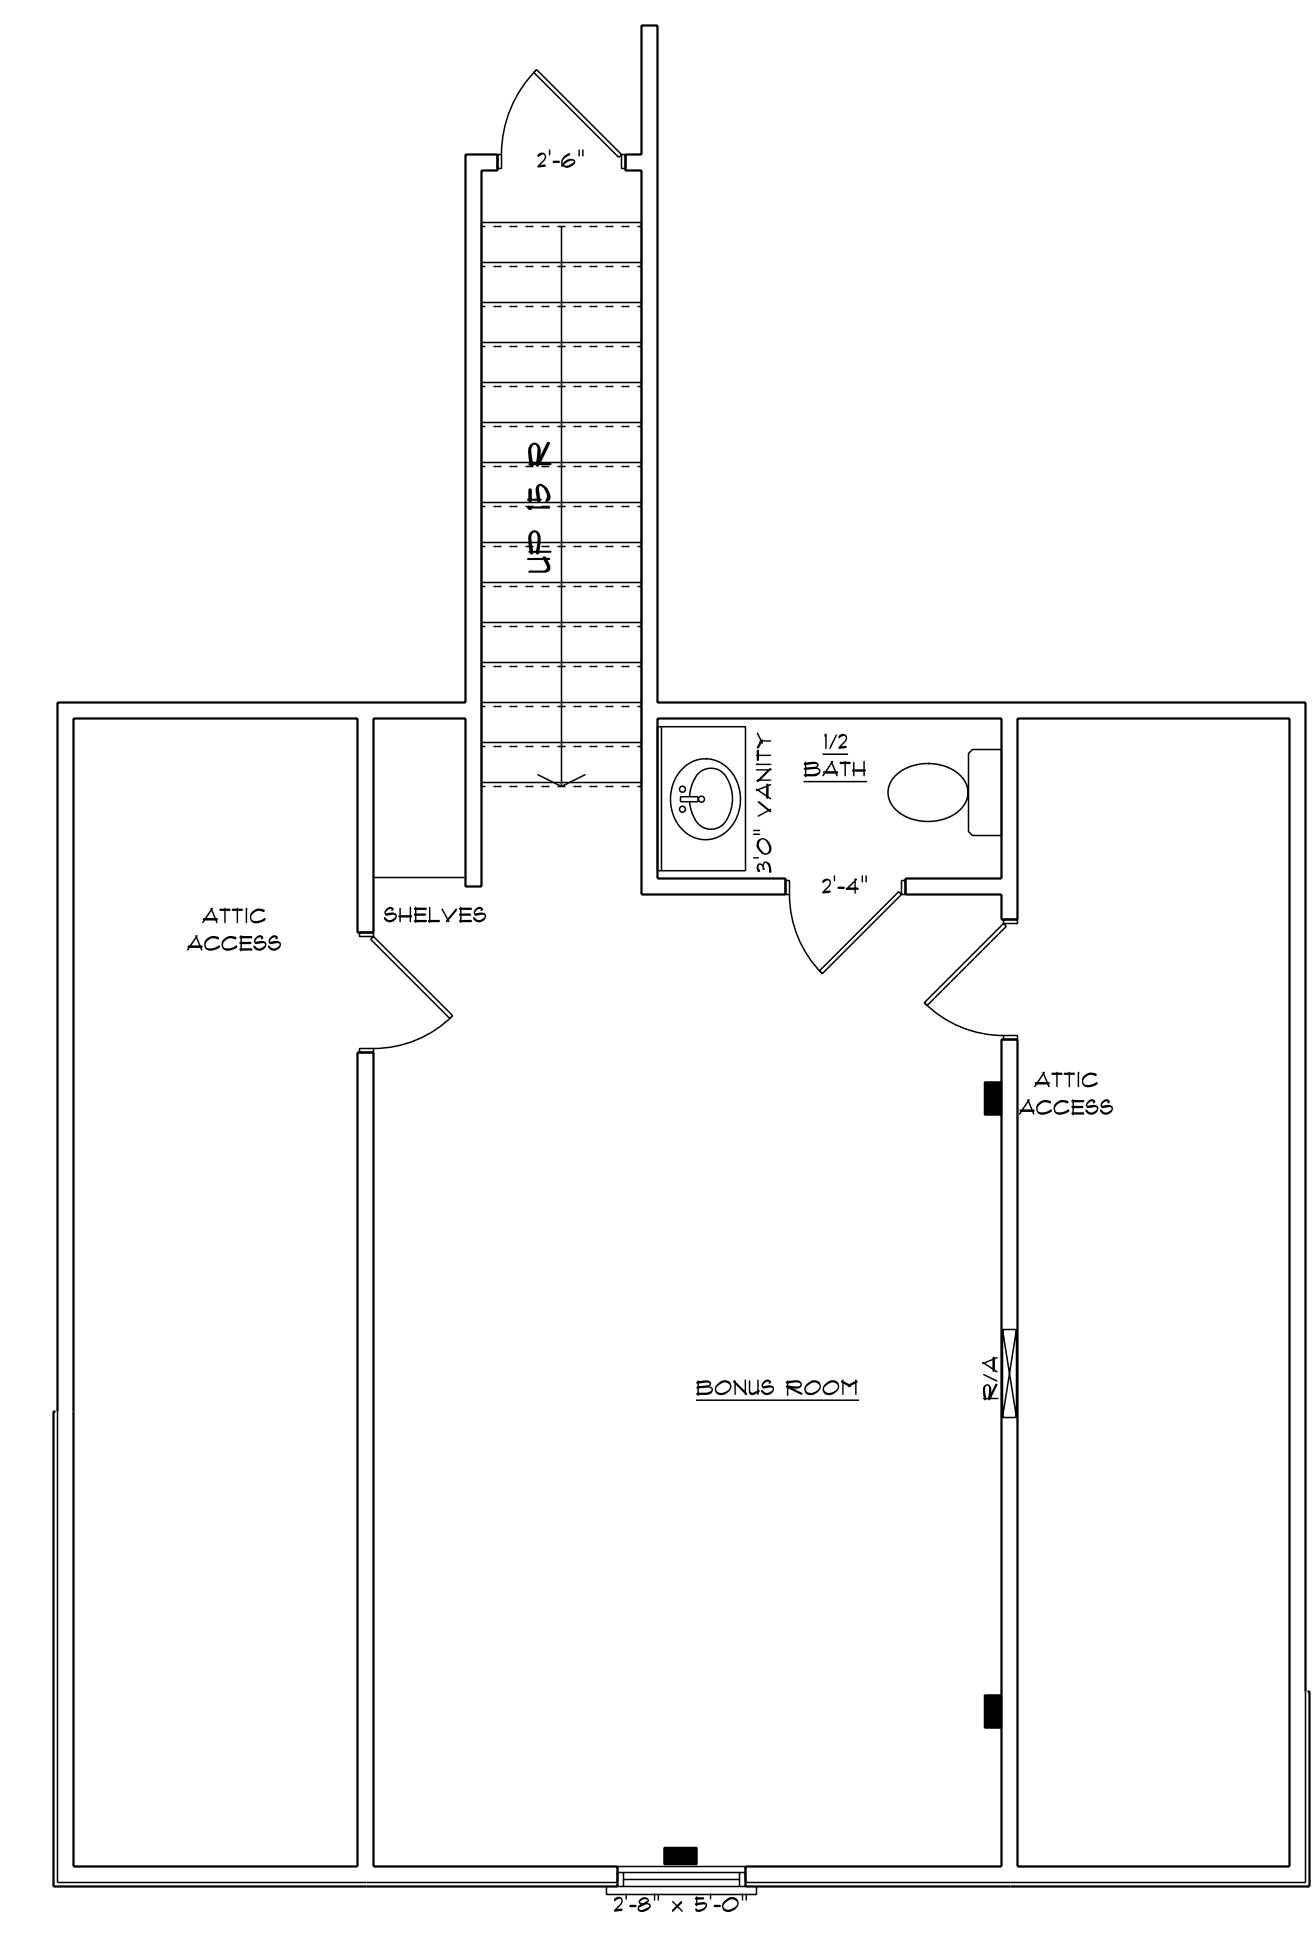 2'-6"
UP 15 R
1/2
BATH
3'0" VANITY
2'-4"
SHELVES
ATTIC
ACCESS
ATTIC
ACCESS
BONUS ROOM
R/A
2'-8" x 5'-0"